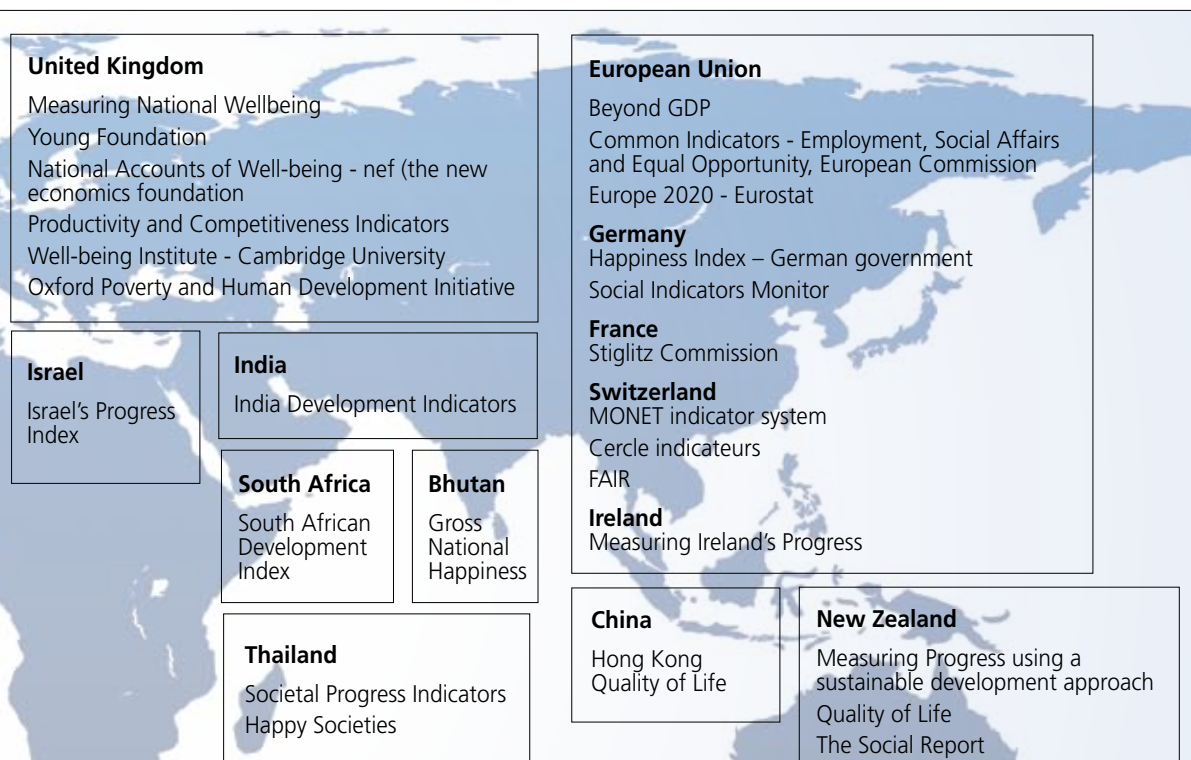 United Kingdom
Measuring National Wellbeing
Young Foundation
National Accounts of Well-being - nef (the new
economics foundation
Productivity and Competitiveness Indicators
Well-being Institute - Cambridge University
Oxford Poverty and Human Development Initiative
European Union
Beyond GDP
Common Indicators - Employment, Social Affairs
and Equal Opportunity, European Commission
Europe 2020 - Eurostat
Germany
Happiness Index – German government
Social Indicators Monitor
France
Stiglitz Commission
Switzerland
MONET indicator system
Cercle indicateurs
FAIR
Ireland
Measuring Ireland's Progress
Israel
Israel's Progress
Index
India
India Development Indicators
South Africa
South African
Development
Index
Bhutan
Gross
National
Happiness
Thailand
Societal Progress Indicators
Happy Societies
China
Hong Kong
Quality of Life
New Zealand
Measuring Progress using a
sustainable development approach
Quality of Life
The Social Report